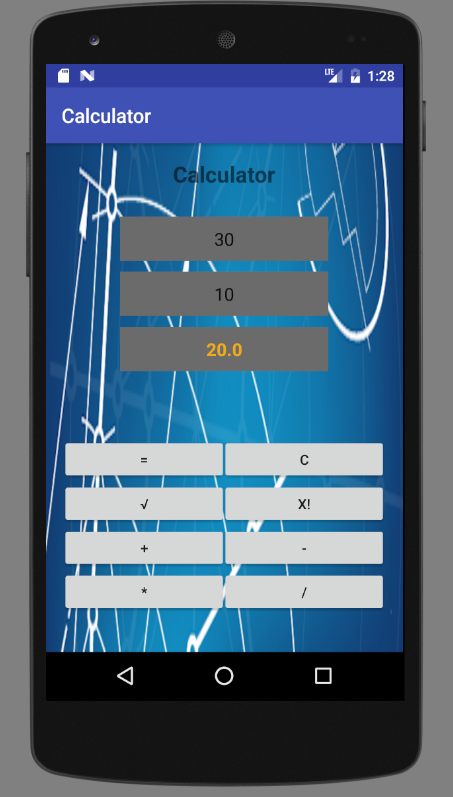 LTE 1:28
Calculator
Calculator
30
10
20.0
= C
√ X!
+ -
* /